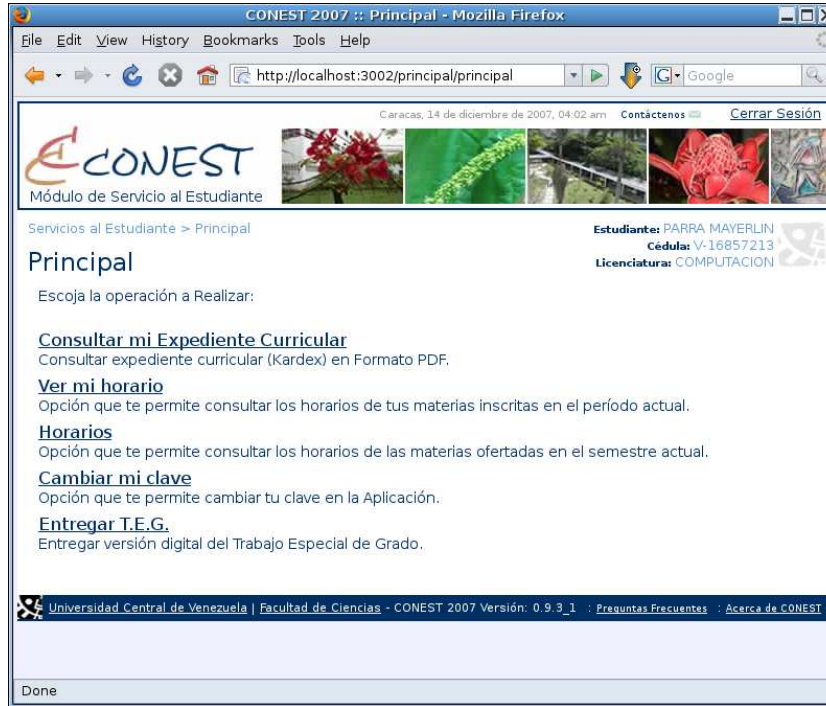 CONEST 2007 :: Principal - Mozilla Firefox
File Edit View History Bookmarks Tools Help
http://localhost:3002/principal/principal G Google
Caracas, 14 de diciembre de 2007, 04:02 am Contáctenos Cerrar Sesión
CONEST
Módulo de Servicio al Estudiante
Servicios al Estudiante > Principal
Estudiante: PARRA MAYERLIN
Cédula: V-16857213
Licenciatura: COMPUTACION
Principal
Escoja la operación a Realizar:
Consultar mi Expediente Curricular
Consultar expediente curricular (Kardex) en Formato PDF.
Ver mi horario
Opción que te permite consultar los horarios de tus materias inscritas en el período actual.
Horarios
Opción que te permite consultar los horarios de las materias ofertadas en el semestre actual.
Cambiar mi clave
Opción que te permite cambiar tu clave en la Aplicación.
Entregar T.E.G.
Entregar versión digital del Trabajo Especial de Grado.
Universidad Central de Venezuela | Facultad de Ciencias - CONEST 2007 Versión: 0.9.3_1 : Preguntas Frecuentes : Acerca de CONEST
Done